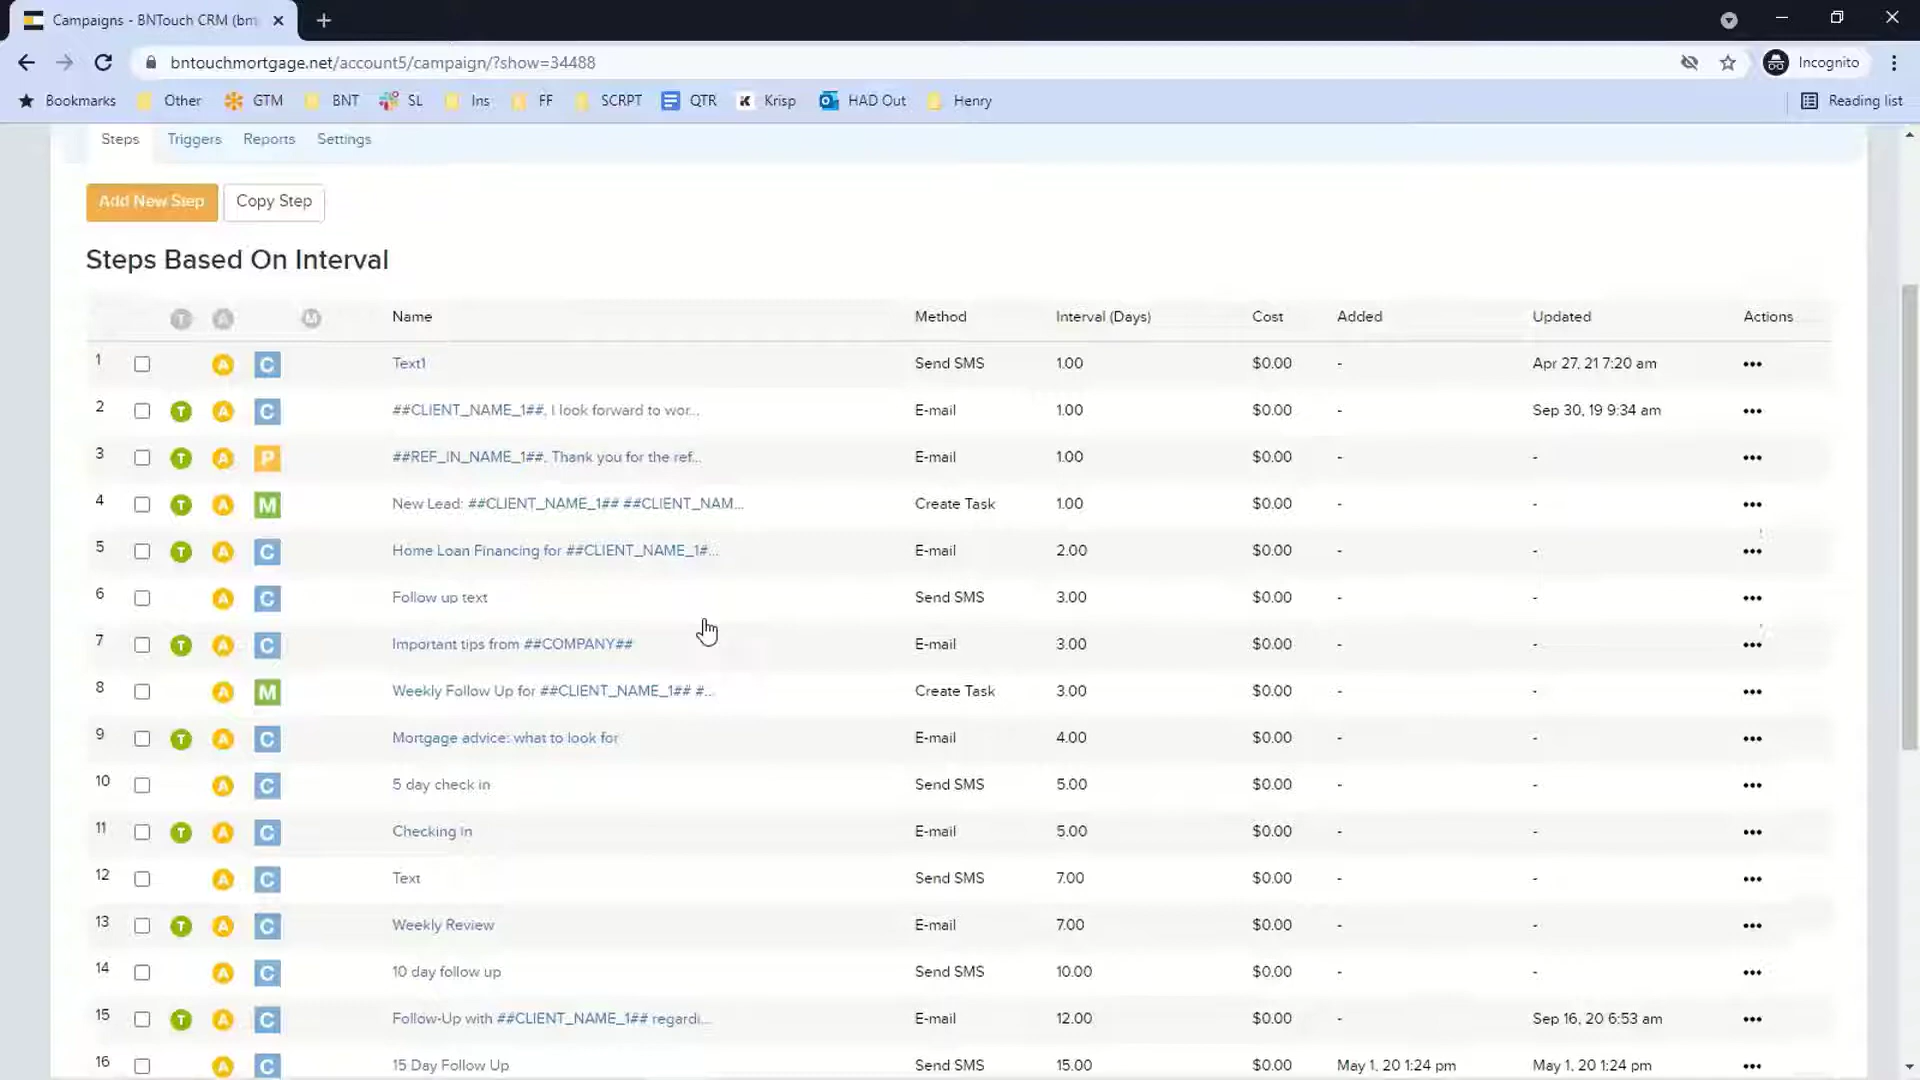 Campaigns - BNTouch CRM (bn
bntouchmortgage.net/account5/campaign/?show=34488
Incognito
Bookmarks Other GTM BNT SL Ins FF SCRPT QTR Krisp HAD Out Henry Reading list
Steps Triggers Reports Settings
Add New Step Copy Step
Steps Based On Interval
T A M Name Method Interval (Days) Cost Added Updated Actions
1 A C Text1 Send SMS 1.00 $0.00 - Apr 27, 21 7:20 am •••
2 T A C ##CLIENT_NAME_1##, I look forward to wor... E-mail 1.00 $0.00 - Sep 30, 19 9:34 am •••
3 T A P ##REF_IN_NAME_1##, Thank you for the ref... E-mail 1.00 $0.00 - - •••
4 T A M New Lead: ##CLIENT_NAME_1## ##CLIENT_NAM... Create Task 1.00 $0.00 - - •••
5 T A C Home Loan Financing for ##CLIENT_NAME_1#... E-mail 2.00 $0.00 - - •••
6 A C Follow up text Send SMS 3.00 $0.00 - - •••
7 T A C Important tips from ##COMPANY## E-mail 3.00 $0.00 - - •••
8 A M Weekly Follow Up for ##CLIENT_NAME_1## #... Create Task 3.00 $0.00 - - •••
9 T A C Mortgage advice: what to look for E-mail 4.00 $0.00 - - •••
10 A C 5 day check in Send SMS 5.00 $0.00 - - •••
11 T A C Checking in E-mail 5.00 $0.00 - - •••
12 A C Text Send SMS 7.00 $0.00 - - •••
13 T A C Weekly Review E-mail 7.00 $0.00 - - •••
14 A C 10 day follow up Send SMS 10.00 $0.00 - - •••
15 T A C Follow-Up with ##CLIENT_NAME_1## regardi... E-mail 12.00 $0.00 - Sep 16, 20 6:53 am •••
16 A C 15 Day Follow Up Send SMS 15.00 $0.00 May 1, 20 1:24 pm May 1, 20 1:24 pm •••